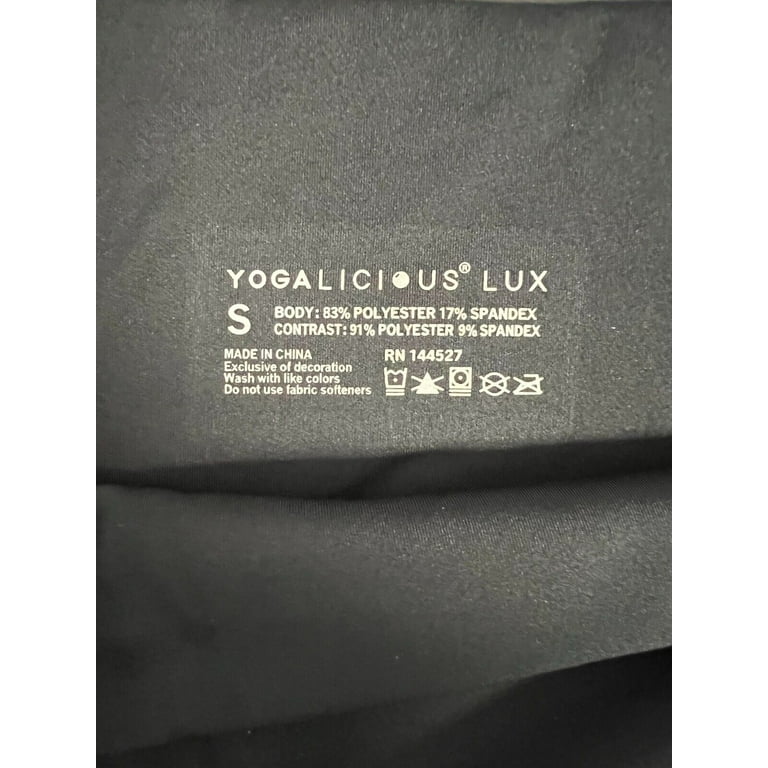 YOGALICIOUS® LUX
S
BODY: 83% POLYESTER 17% SPANDEX
CONTRAST: 91% POLYESTER 9% SPANDEX
MADE IN CHINA
Exclusive of decoration
Wash with like colors
Do not use fabric softeners
RN 144527